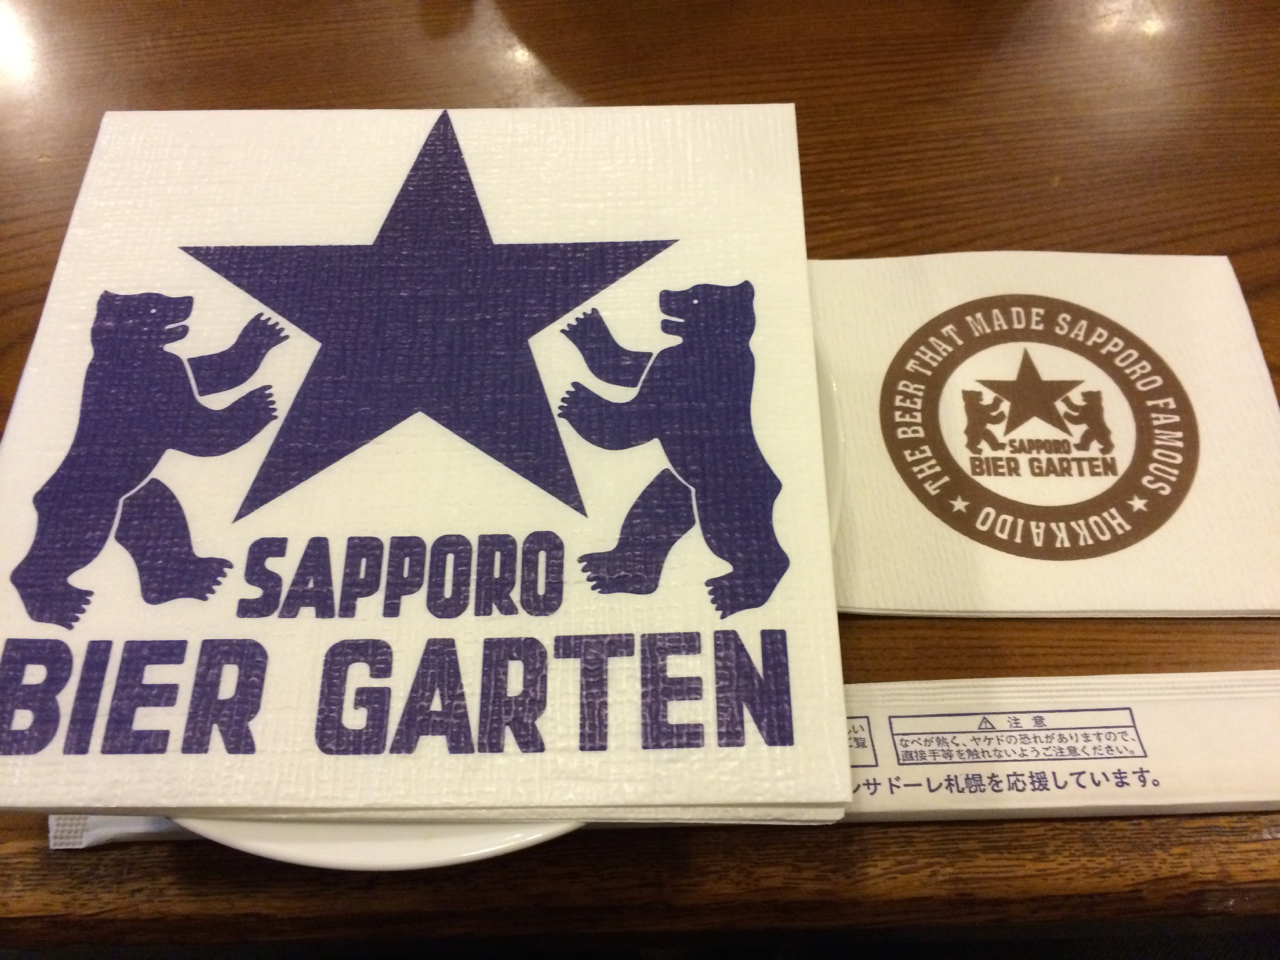 SAPPORO
BIER GARTEN
THE BEER THAT MADE SAPPORO FAMOUS
SAPPORO
BIER GARTEN
★ HOKKAIDO ★
い
ご覧
⚠ 注 意
なべが熱く、ヤケドの恐れがありますので、
直接手等を触れないようご注意ください。
サドーレ札幌を応援しています。